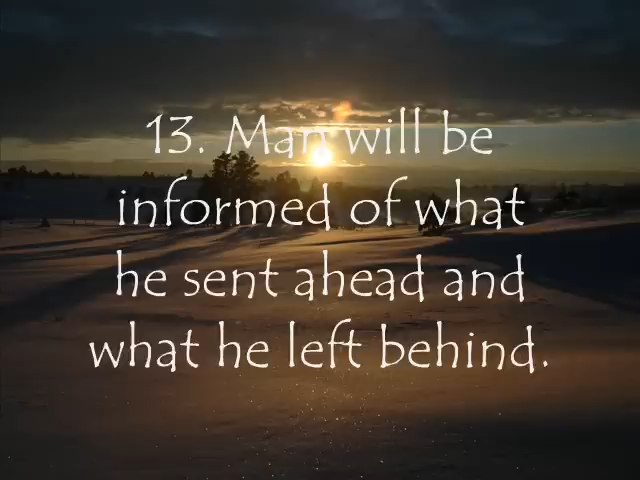 13. Man will be
informed of what
he sent ahead and
what he left behind.